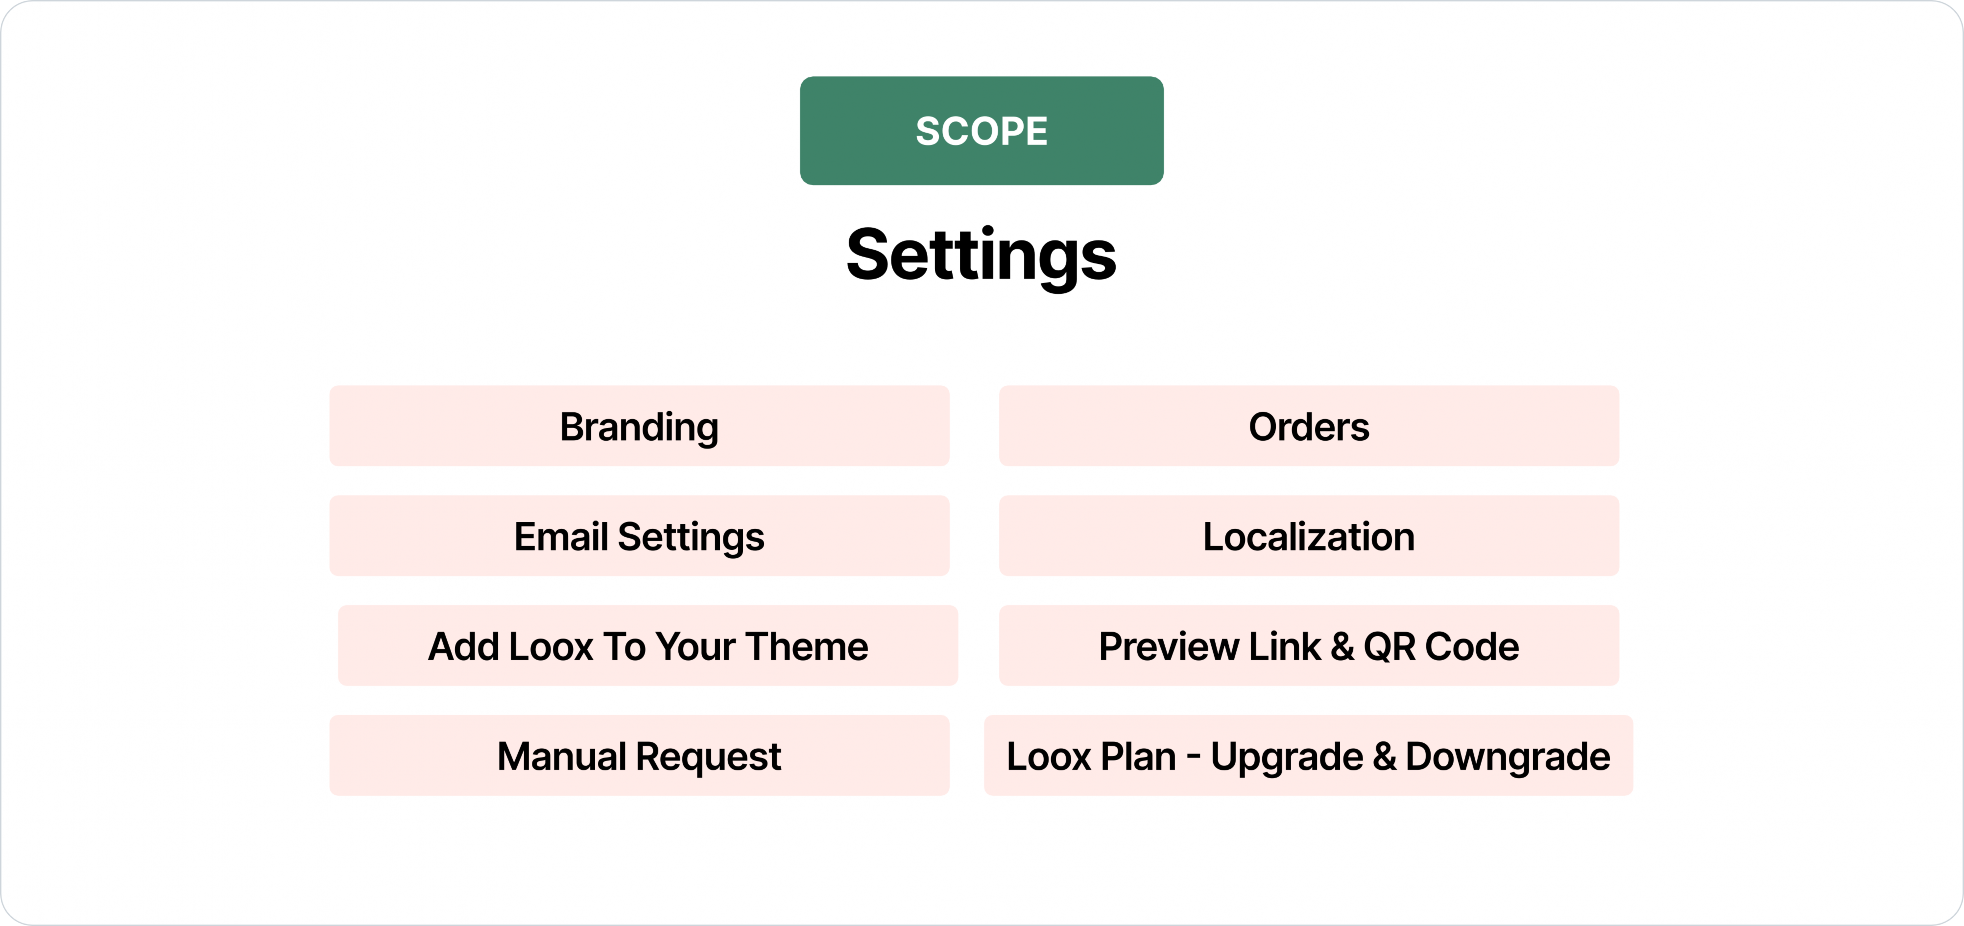 SCOPE
Settings
Branding
Orders
Email Settings
Localization
Add Loox To Your Theme
Preview Link & QR Code
Manual Request
Loox Plan - Upgrade & Downgrade